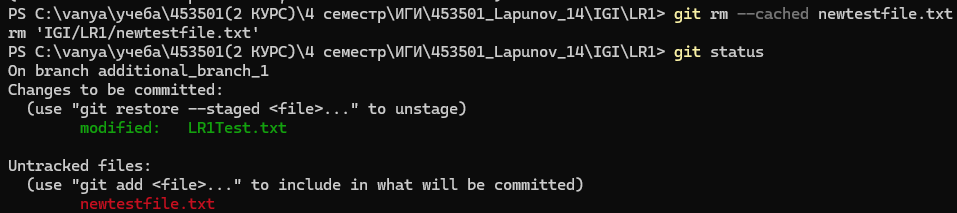 PS C:\vanya\учеба\453501(2 КУРС)\4 семестр\ИГИ\453501_Lapunov_14\IGI\LR1> git rm --cached newtestfile.txt
rm 'IGI/LR1/newtestfile.txt'
PS C:\vanya\учеба\453501(2 КУРС)\4 семестр\ИГИ\453501_Lapunov_14\IGI\LR1> git status
On branch additional_branch_1
Changes to be committed:
  (use "git restore --staged <file>..." to unstage)
        modified:   LR1Test.txt

Untracked files:
  (use "git add <file>..." to include in what will be committed)
        newtestfile.txt